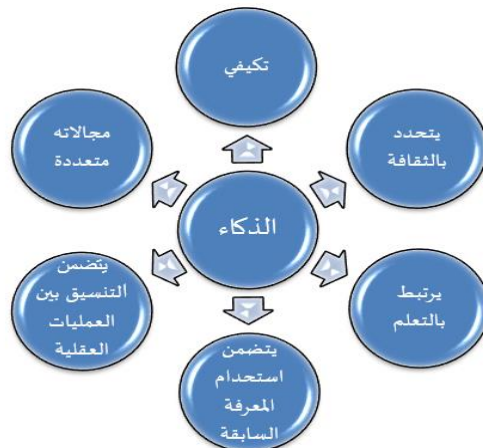 تكيفي
يتحدد
بالثقافة
مجالاته
متعددة
الذكاء
يرتبط
بالتعلم
يتضمن
التنسيق بين
العمليات
العقلية
يتضمن
استحدام
المعرفة
السابقة